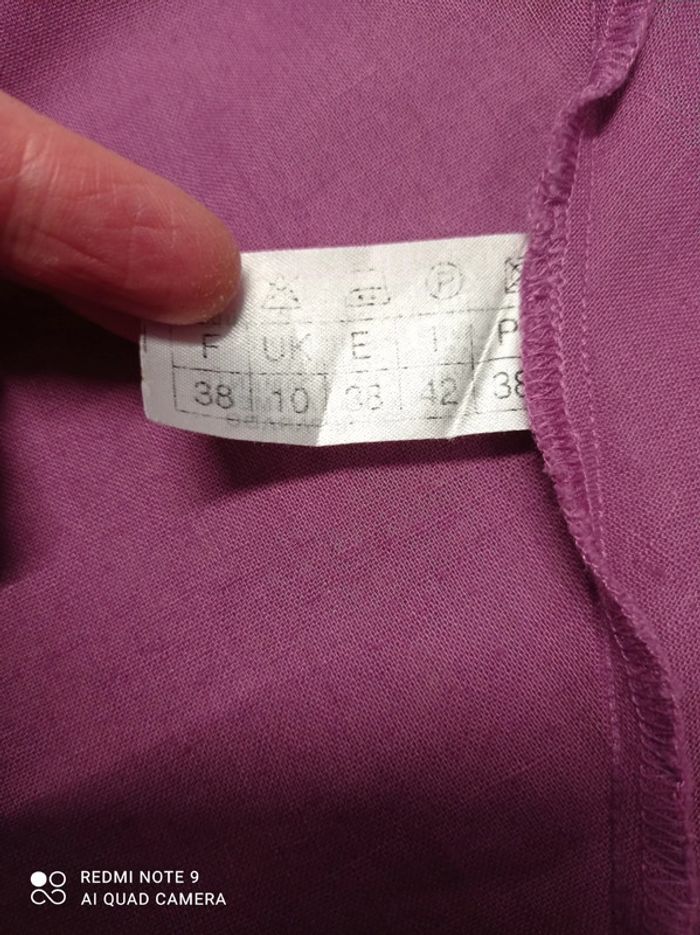 P
F UK E I P
38 10 38 42 38
REDMI NOTE 9
AI QUAD CAMERA